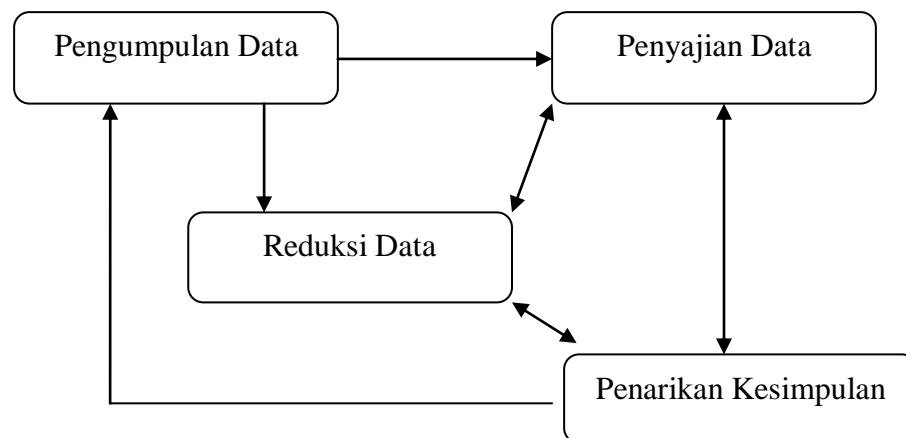 Pengumpulan Data
Penyajian Data
Reduksi Data
Penarikan Kesimpulan